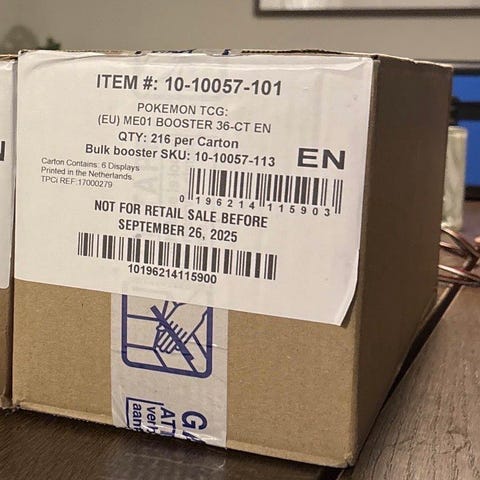 ITEM #: 10-10057-101
POKEMON TCG:
(EU) ME01 BOOSTER 36-CT EN
QTY: 216 per Carton
Bulk booster SKU: 10-10057-113
EN
Carton Contains: 6 Displays
Printed in the Netherlands.
TPCi REF:17000279
0 196214 115903
NOT FOR RETAIL SALE BEFORE
SEPTEMBER 26, 2025
10196214115900